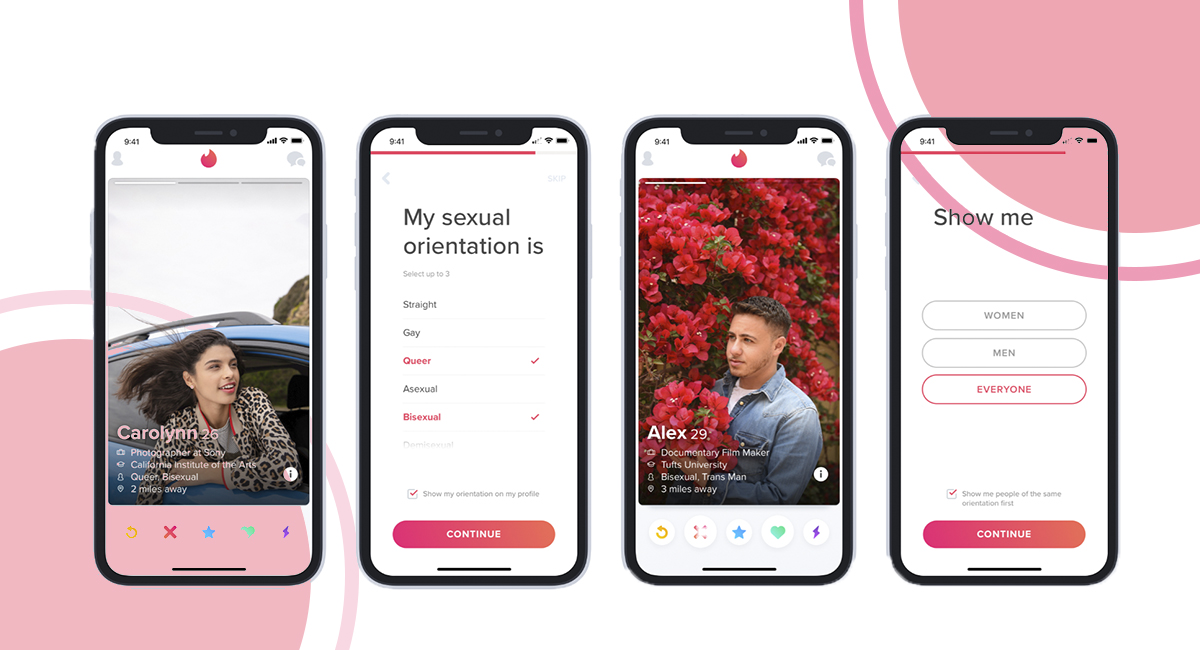 9:41
Carolynn 26
Photographer at Sony
California Institute of the Arts
Queer, Bisexual
2 miles away
9:41
SKIP
My sexual
orientation is
Select up to 3
Straight
Gay
Queer
Asexual
Bisexual
Demisexual
Show my orientation on my profile
CONTINUE
9:41
Alex 29
Documentary Film Maker
Tufts University
Bisexual, Trans Man
3 miles away
9:41
Show me
WOMEN
MEN
EVERYONE
Show me people of the same
orientation first
CONTINUE